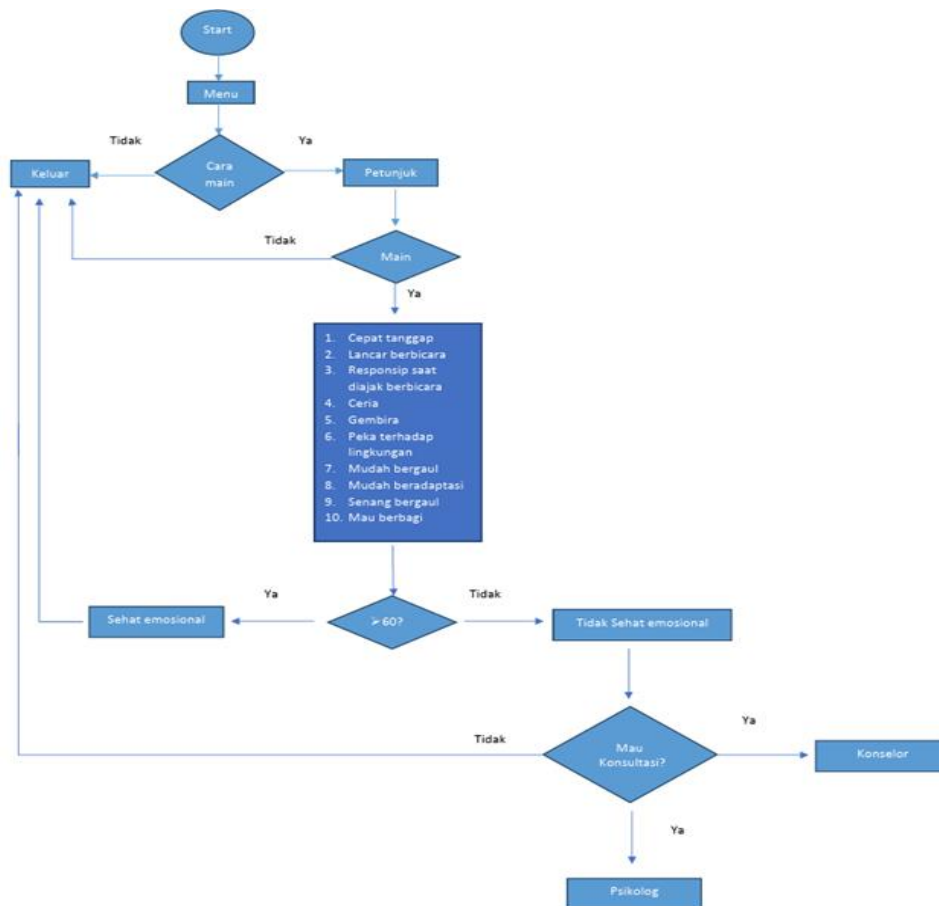 Start
Menu
Tidak
Ya
Keluar
Cara
main
Petunjuk
Tidak
Main
Ya
1. Cepat tanggap
2. Lancar berbicara
3. Responsip saat
diajak berbicara
4. Ceria
5. Gembira
6. Peka terhadap
lingkungan
7. Mudah bergaul
8. Mudah beradaptasi
9. Senang bergaul
10. Mau berbagi
Ya
Tidak
Sehat emosional
➢ 60?
Tidak Sehat emosional
Tidak
Ya
Mau
Konsultasi?
Konselor
Ya
Psikolog